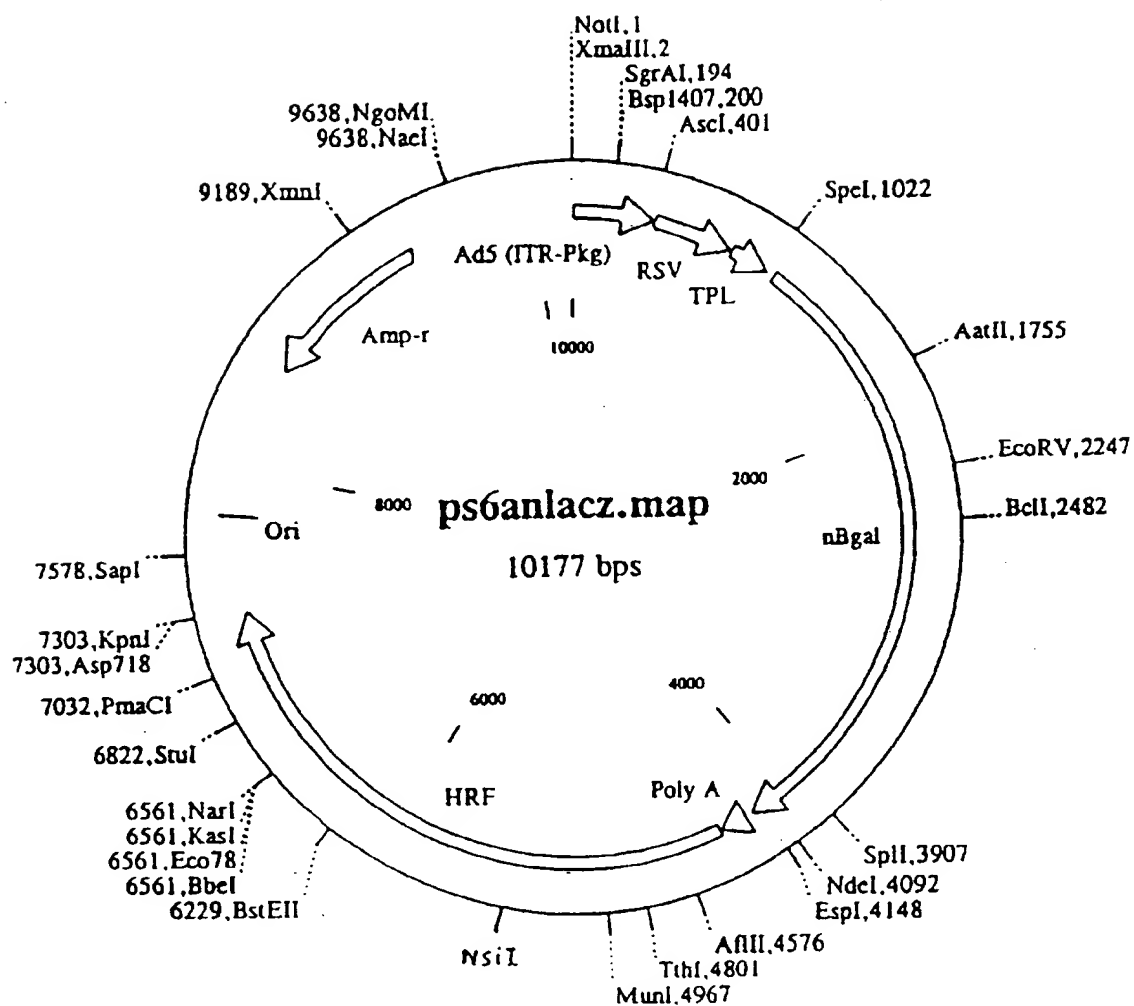 NotI,1
XmaIII,2
SgrAI,194
Bsp1407,200
AscI,401
9638,NgoMI
9638,NaeI
9189,XmnI
SpeI,1022
Ad5 (ITR-Pkg)
RSV
TPL
Amp-r
10000
AatII,1755
EcoRV,2247
2000
8000
ps6anlacz.map
BclI,2482
Ori
nBgal
10177 bps
7578,SapI
7303,KpnI
7303,Asp718
7032,PmaCI
4000
6000
6822,StuI
Poly A
HRF
6561,NarI
6561,KasI
6561,Eco78
6561,BbeI
6229,BstEII
SplI,3907
NdeI,4092
EspI,4148
NsiI
AflII,4576
TthI,4801
MunI,4967